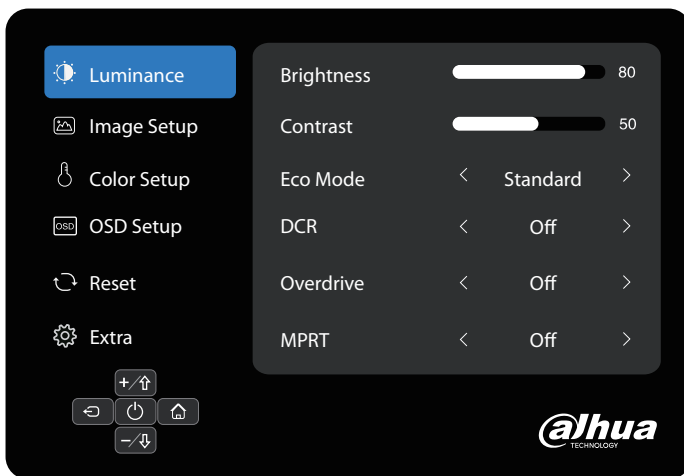 Luminance
Image Setup
Color Setup
OSD OSD Setup
Reset
Extra
Brightness 80
Contrast 50
Eco Mode < Standard >
DCR < Off >
Overdrive < Off >
MPRT < Off >
+/⇧
−/⇩
alhua
TECHNOLOGY